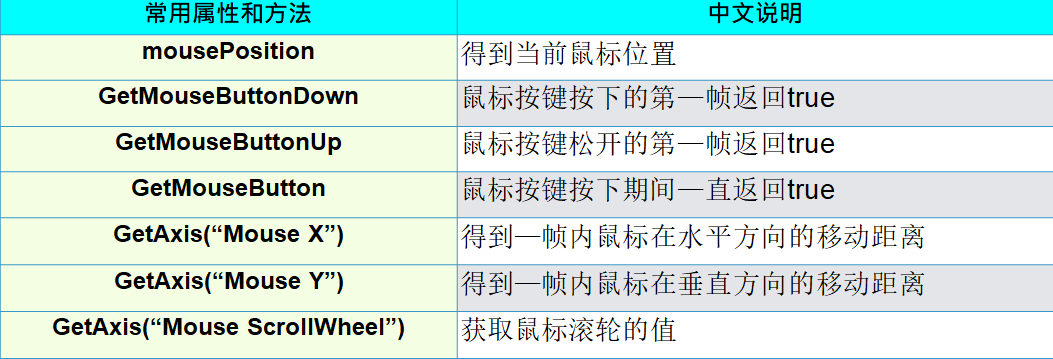 常用属性和方法 中文说明
mousePosition 得到当前鼠标位置
GetMouseButtonDown 鼠标按键按下的第一帧返回true
GetMouseButtonUp 鼠标按键松开的第一帧返回true
GetMouseButton 鼠标按键按下期间一直返回true
GetAxis(“Mouse X”) 得到一帧内鼠标在水平方向的移动距离
GetAxis(“Mouse Y”) 得到一帧内鼠标在垂直方向的移动距离
GetAxis(“Mouse ScrollWheel”) 获取鼠标滚轮的值